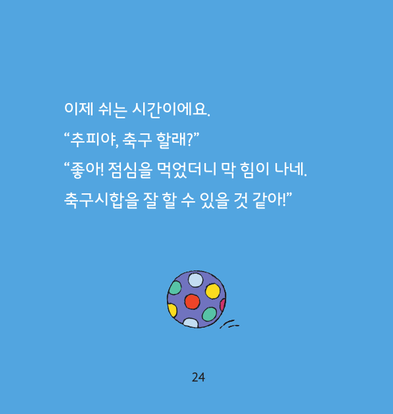 이제 쉬는 시간이에요.
“추피야, 축구 할래?”
“좋아! 점심을 먹었더니 막 힘이 나네.
축구시합을 잘 할 수 있을 것 같아!”
24